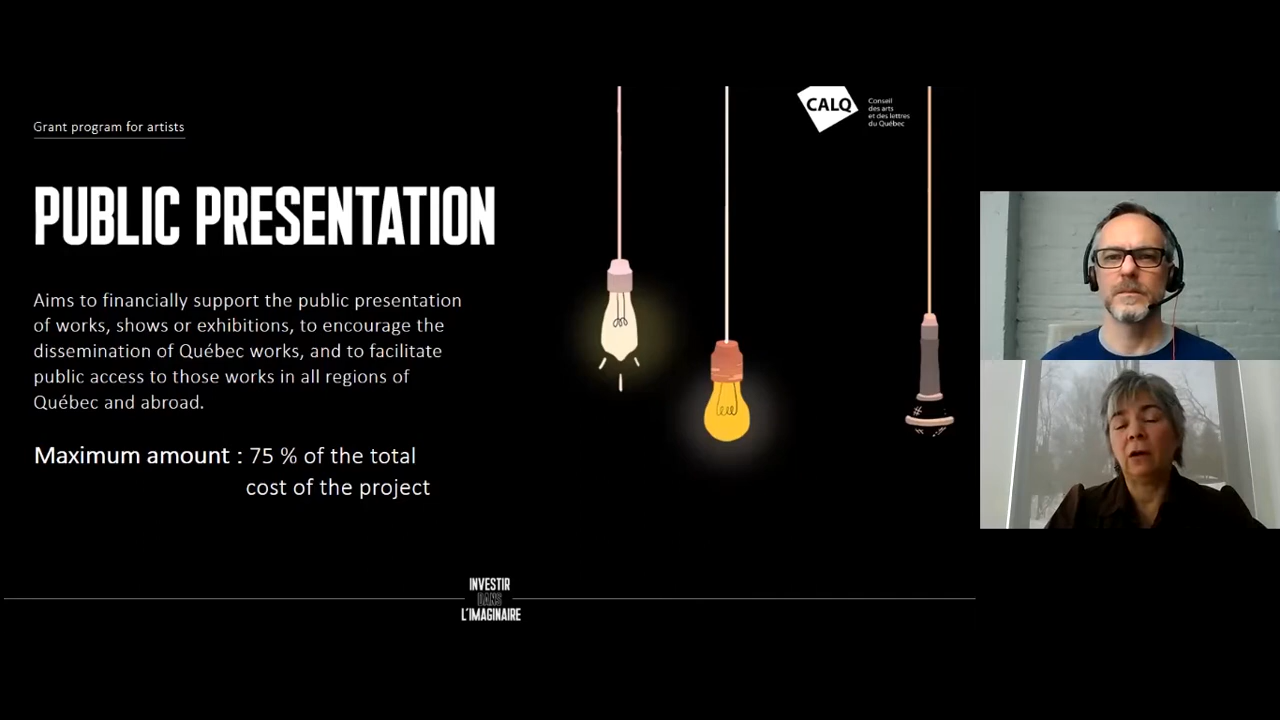 Grant program for artists
CALQ
Conseil
des arts
et des lettres
du Québec
PUBLIC PRESENTATION
Aims to financially support the public presentation
of works, shows or exhibitions, to encourage the
dissemination of Québec works, and to facilitate
public access to those works in all regions of
Québec and abroad.
Maximum amount : 75 % of the total
cost of the project
INVESTIR
DANS
L'IMAGINAIRE